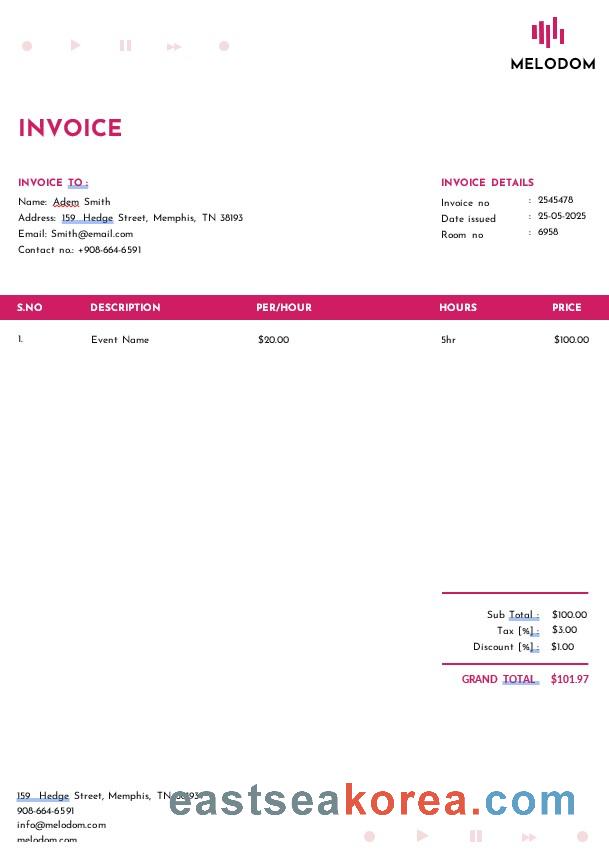 MELODOM
INVOICE
INVOICE TO :
Name: Adem Smith
Address: 159 Hedge Street, Memphis, TN 38193
Email: Smith@email.com
Contact no.: +908-664-6591
INVOICE DETAILS
Invoice no : 2545478
Date issued : 25-05-2025
Room no : 6958
S.NO DESCRIPTION PER/HOUR HOURS PRICE
1. Event Name $20.00 5hr $100.00
Sub Total : $100.00
Tax [%] : $3.00
Discount [%] : $1.00
GRAND TOTAL $101.97
159 Hedge Street, Memphis, TN 38193
908-664-6591
info@melodom.com
melodom.com
eastseakorea.com